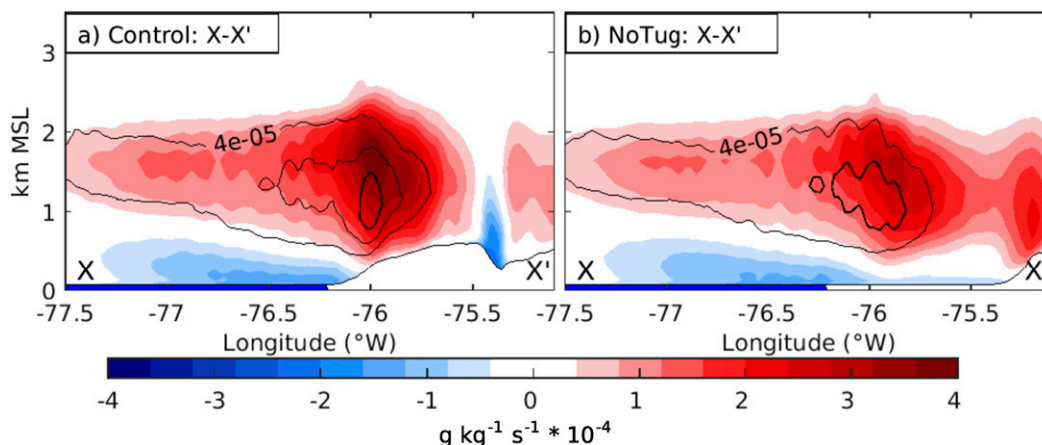 a) Control: X-X'
b) NoTug: X-X'
km MSL
3
2
1
0
4e-05
4e-05
X
X'
X
X'
-77.5
-77
-76.5
-76
-75.5
-77.5
-77
-76.5
-76
-75.5
Longitude (°W)
Longitude (°W)
-4
-3
-2
-1
0
1
2
3
4
g kg⁻¹ s⁻¹ * 10⁻⁴